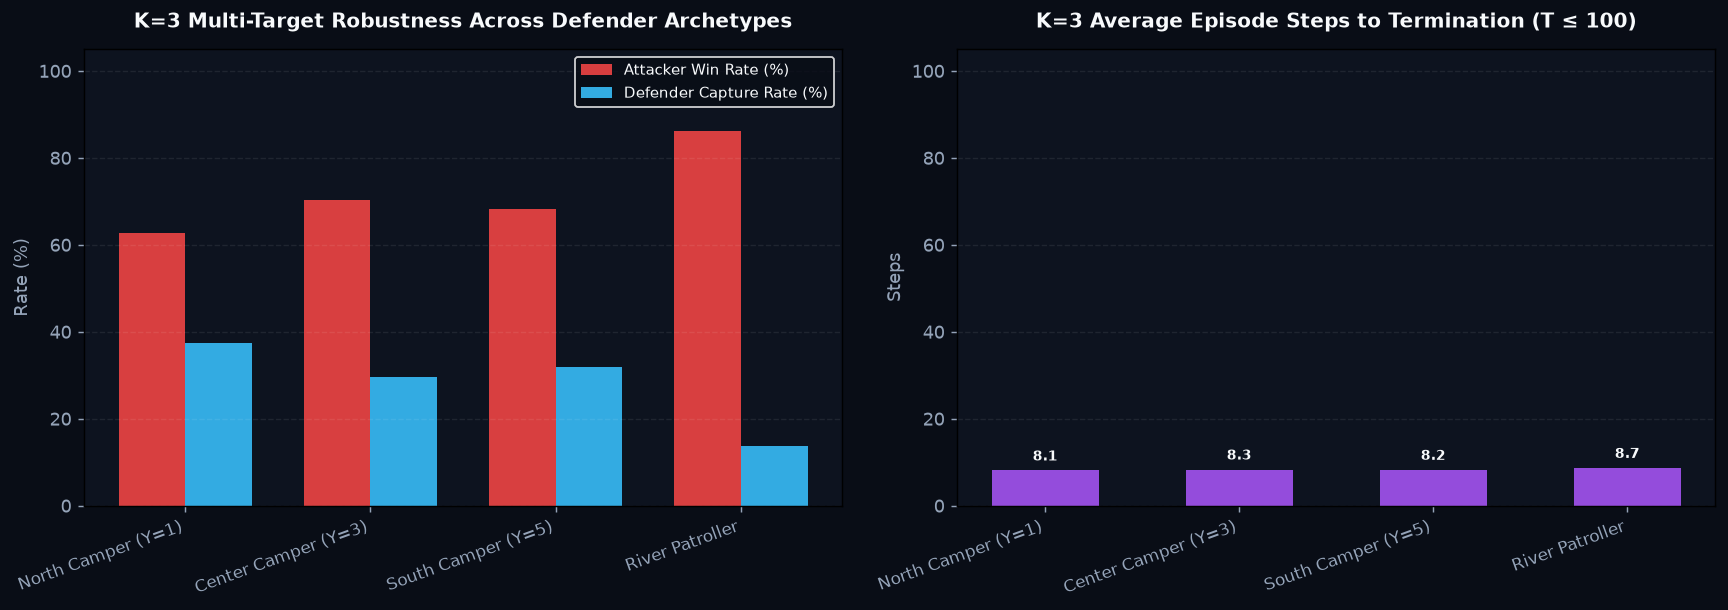 K=3 Multi-Target Robustness Across Defender Archetypes
Attacker Win Rate (%)
Defender Capture Rate (%)
Rate (%)
100
80
60
40
20
0
North Camper (Y=1)
Center Camper (Y=3)
South Camper (Y=5)
River Patroller
K=3 Average Episode Steps to Termination (T ≤ 100)
Steps
100
80
60
40
20
0
8.1
8.3
8.2
8.7
North Camper (Y=1)
Center Camper (Y=3)
South Camper (Y=5)
River Patroller